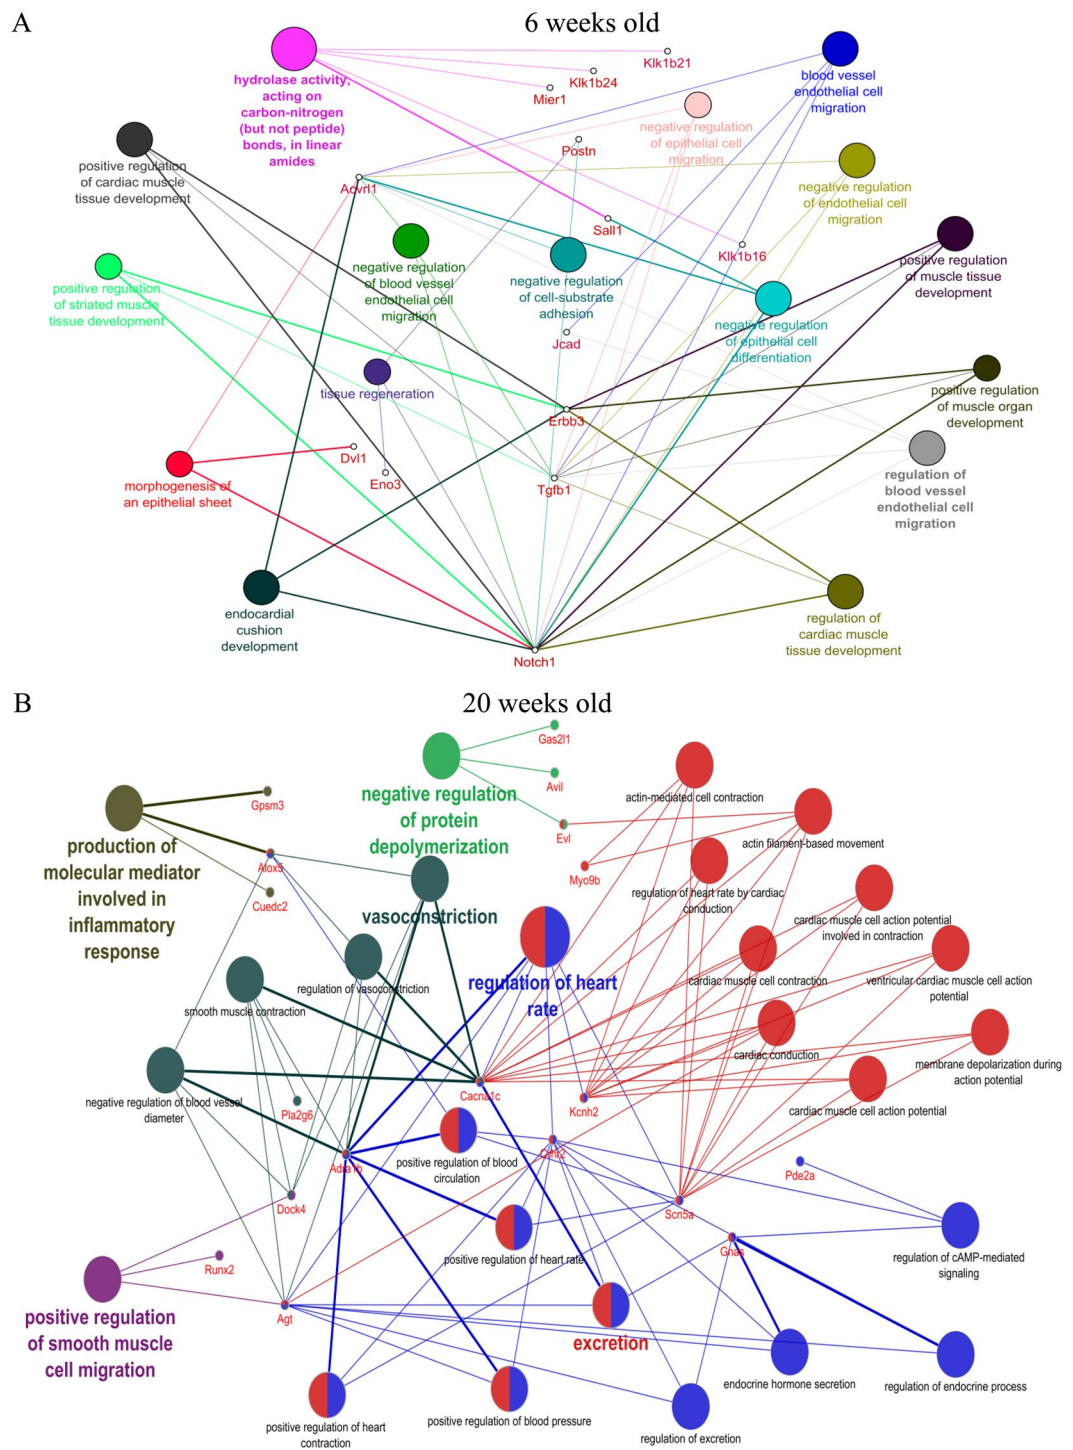 A
6 weeks old
Klk1b21
Klk1b24
Mier1
hydrolase activity,
acting on
carbon-nitrogen
(but not peptide)
bonds, in linear
amides
blood vessel
endothelial cell
migration
negative regulation
of epithelial cell
migration
Postn
positive regulation
of cardiac muscle
tissue development
Acvrl1
negative regulation
of endothelial cell
migration
Sall1
Klk1b16
negative regulation
of blood vessel
endothelial cell
migration
negative regulation
of cell-substrate
adhesion
positive regulation
of muscle tissue
development
positive regulation
of striated muscle
tissue development
negative regulation
of epithelial cell
differentiation
Jcad
tissue regeneration
Erbb3
positive regulation
of muscle organ
development
Dvl1
Eno3
Tgfb1
morphogenesis of
an epithelial sheet
regulation of
blood vessel
endothelial cell
migration
endocardial
cushion
development
regulation of
cardiac muscle
tissue development
Notch1
B
20 weeks old
Gas2l1
Avil
Evl
Myo9b
negative regulation
of protein
depolymerization
actin-mediated cell contraction
actin filament-based movement
Gpsm3
Alox5
Cuedc2
production of
molecular mediator
involved in
inflammatory
response
vasoconstriction
regulation of heart rate by cardiac
conduction
cardiac muscle cell action potential
involved in contraction
regulation of vasoconstriction
smooth muscle contraction
regulation of heart
rate
cardiac muscle cell contraction
ventricular cardiac muscle cell action
potential
cardiac conduction
membrane depolarization during
action potential
cardiac muscle cell action potential
negative regulation of blood vessel
diameter
Pla2g6
Cacna1c
Kcnh2
Adra1b
positive regulation of blood
circulation
Crhr2
Pde2a
Dock4
Scn5a
Gnas
positive regulation of heart rate
regulation of cAMP-mediated
signaling
Runx2
Agt
positive regulation
of smooth muscle
cell migration
excretion
endocrine hormone secretion
regulation of endocrine process
positive regulation of heart
contraction
positive regulation of blood pressure
regulation of excretion